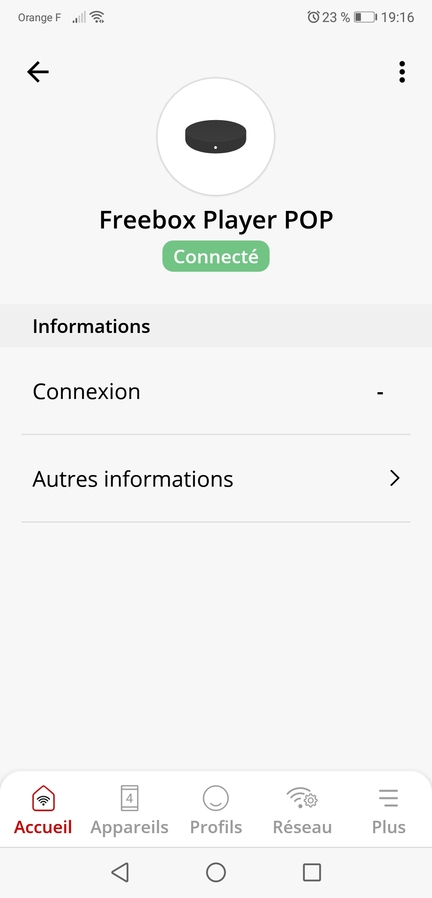 Orange F 23 % 19:16
Freebox Player POP
Connecté
Informations
Connexion -
Autres informations
4
Accueil Appareils Profils Réseau Plus